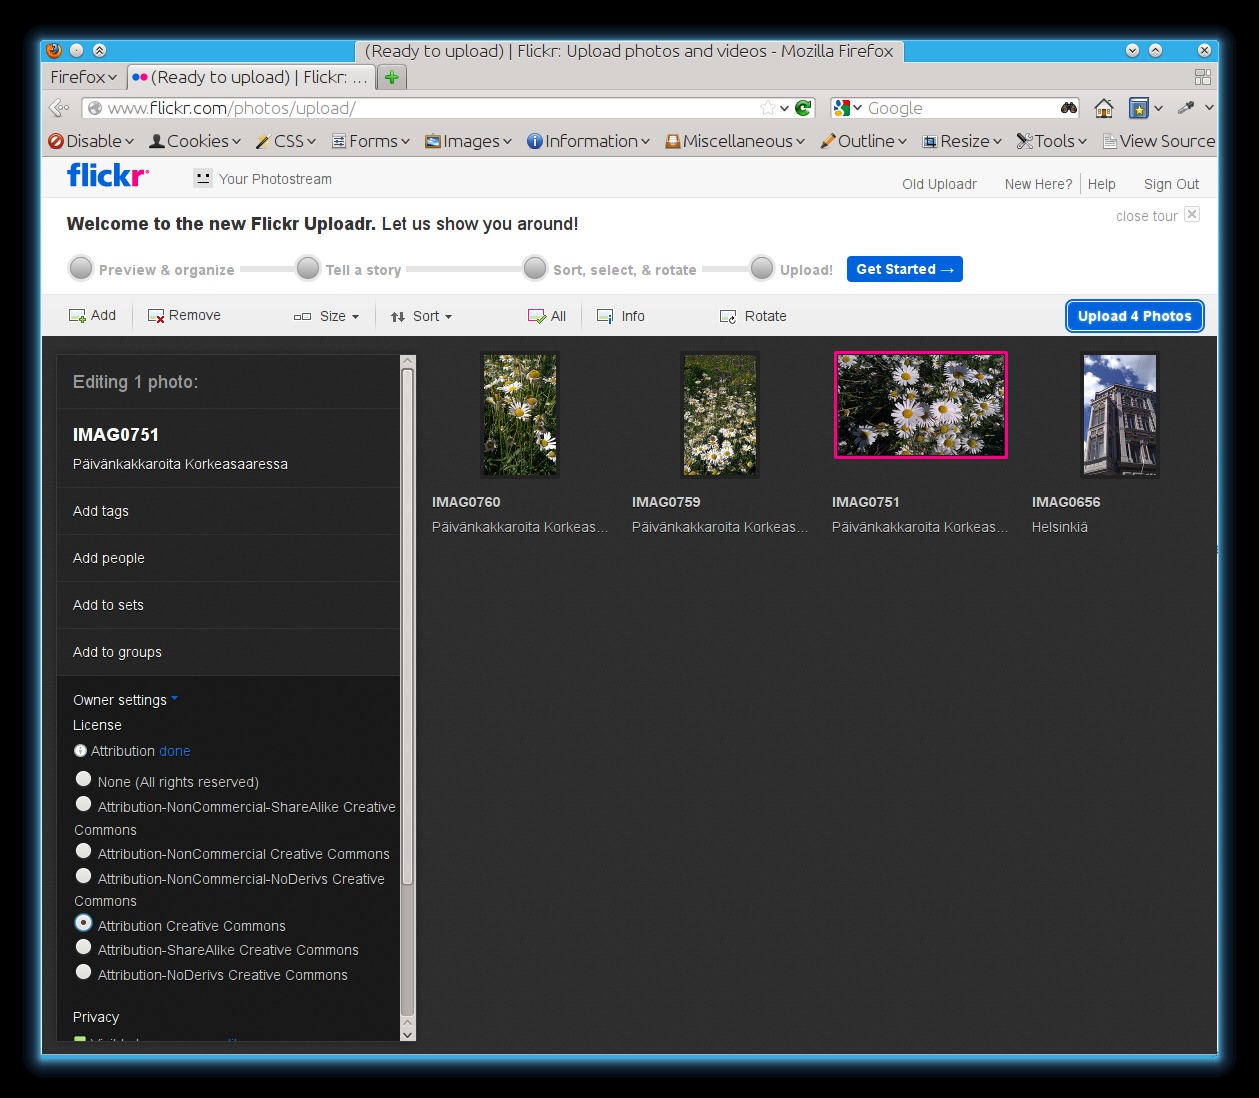 (Ready to upload) | Flickr: Upload photos and videos - Mozilla Firefox
Firefox
(Ready to upload) | Flickr: ...
www.flickr.com/photos/upload/
Google
Disable Cookies CSS Forms Images Information Miscellaneous Outline Resize Tools View Source
flickr
Your Photostream
Old Uploadr New Here? Help Sign Out
Welcome to the new Flickr Uploadr. Let us show you around!
close tour
Preview & organize Tell a story Sort, select, & rotate Upload! Get Started →
Add Remove Size Sort All Info Rotate Upload 4 Photos
Editing 1 photo:
IMAG0751
Päivänkakkaroita Korkeasaaressa
Add tags
Add people
Add to sets
Add to groups
Owner settings
License
Attribution done
None (All rights reserved)
Attribution-NonCommercial-ShareAlike Creative
Commons
Attribution-NonCommercial Creative Commons
Attribution-NonCommercial-NoDerivs Creative
Commons
Attribution Creative Commons
Attribution-ShareAlike Creative Commons
Attribution-NoDerivs Creative Commons
Privacy
IMAG0760
Päivänkakkaroita Korkeas...
IMAG0759
Päivänkakkaroita Korkeas...
IMAG0751
Päivänkakkaroita Korkeas...
IMAG0656
Helsinkiä